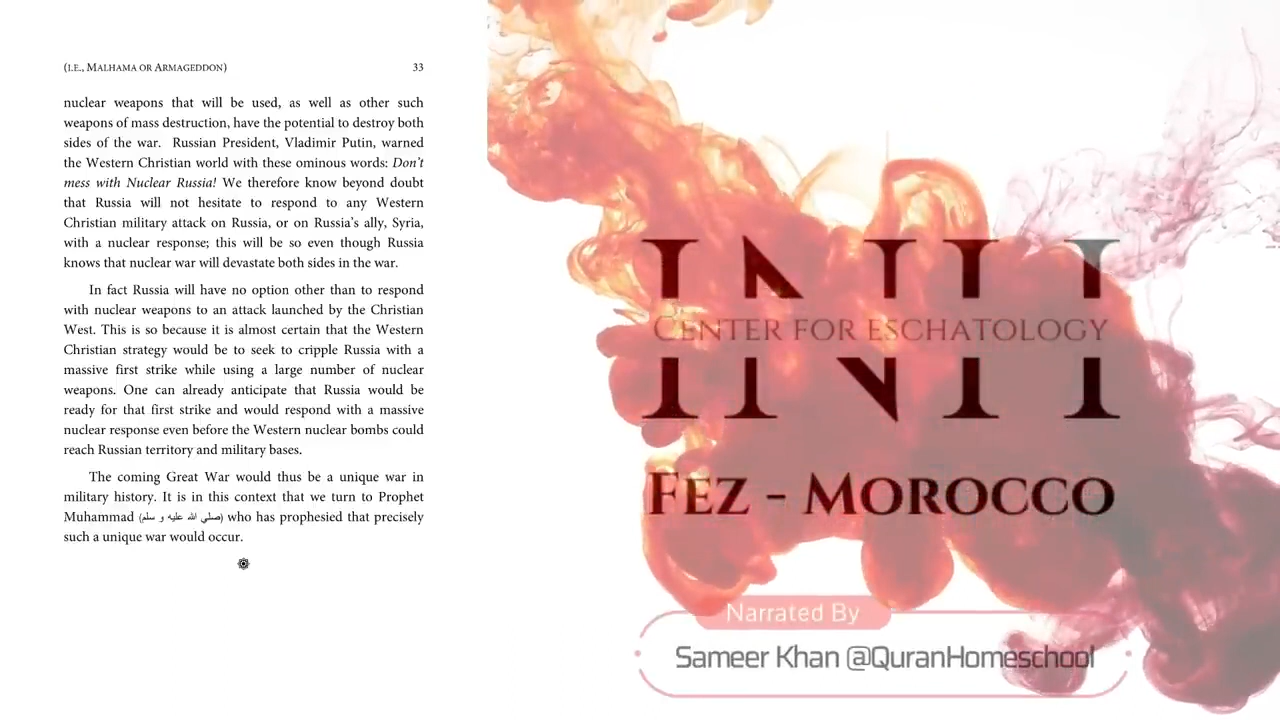 (I.E., MALHAMA OR ARMAGEDDON) 33
nuclear weapons that will be used, as well as other such
weapons of mass destruction, have the potential to destroy both
sides of the war. Russian President, Vladimir Putin, warned
the Western Christian world with these ominous words: Don't
mess with Nuclear Russia! We therefore know beyond doubt
that Russia will not hesitate to respond to any Western
Christian military attack on Russia, or on Russia's ally, Syria,
with a nuclear response; this will be so even though Russia
knows that nuclear war will devastate both sides in the war.
In fact Russia will have no option other than to respond
with nuclear weapons to an attack launched by the Christian
West. This is so because it is almost certain that the Western
Christian strategy would be to seek to cripple Russia with a
massive first strike while using a large number of nuclear
weapons. One can already anticipate that Russia would be
ready for that first strike and would respond with a massive
nuclear response even before the Western nuclear bombs could
reach Russian territory and military bases.
The coming Great War would thus be a unique war in
military history. It is in this context that we turn to Prophet
Muhammad (صلي الله عليه و سلم) who has prophesied that precisely
such a unique war would occur.
INH
CENTER FOR ESCHATOLOGY
FEZ - MOROCCO
Narrated By
Sameer Khan @QuranHomeschool